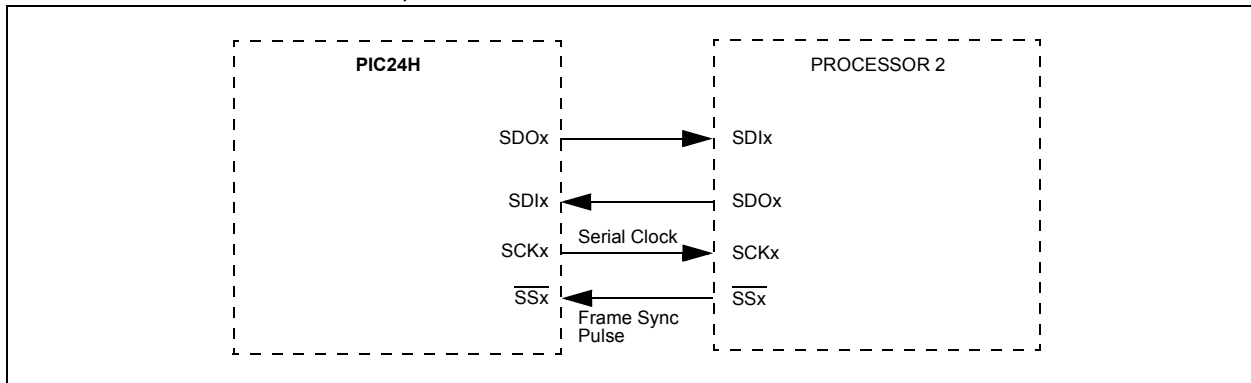 PIC24H
PROCESSOR 2
SDOx
SDIx
SDIx
SDOx
Serial Clock
SCKx
SCKx
SSx
SSx
Frame Sync
Pulse